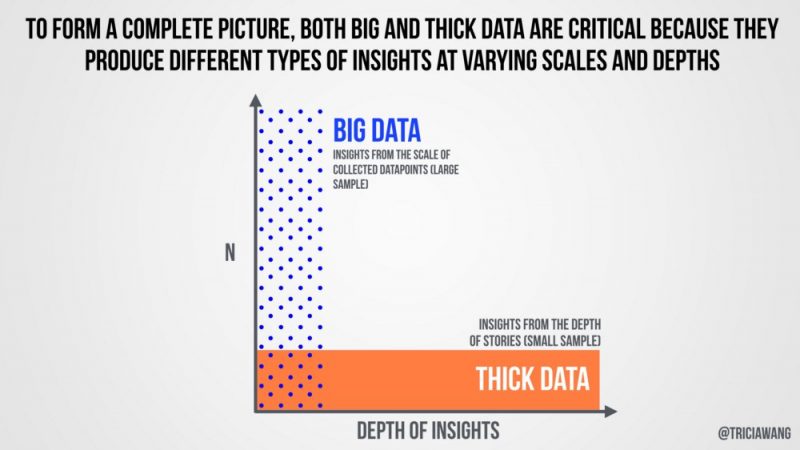 TO FORM A COMPLETE PICTURE, BOTH BIG AND THICK DATA ARE CRITICAL BECAUSE THEY
PRODUCE DIFFERENT TYPES OF INSIGHTS AT VARYING SCALES AND DEPTHS
BIG DATA
INSIGHTS FROM THE SCALE OF
COLLECTED DATAPOINTS (LARGE
SAMPLE)
N
INSIGHTS FROM THE DEPTH
OF STORIES (SMALL SAMPLE)
THICK DATA
DEPTH OF INSIGHTS
@TRICIAWANG